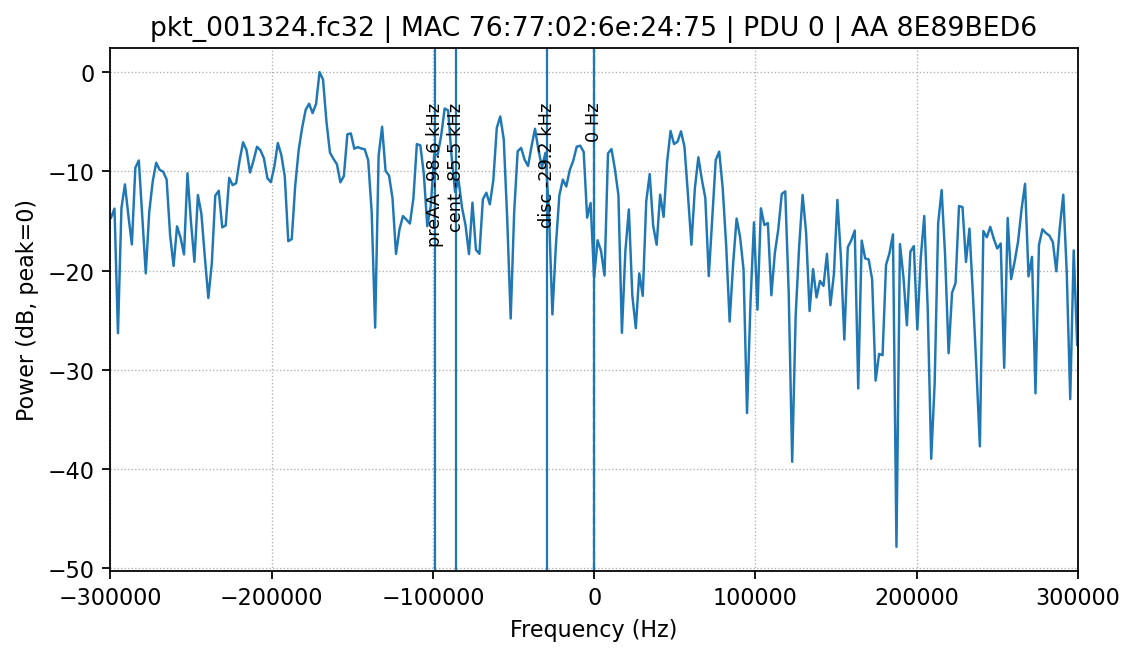 pkt_001324.fc32 | MAC 76:77:02:6e:24:75 | PDU 0 | AA 8E89BED6
Power (dB, peak=0)
0
−10
−20
−30
−40
−50
preAA -98.6 kHz
cent -85.5 kHz
disc -29.2 kHz
0 Hz
−300000
−200000
−100000
0
100000
200000
300000
Frequency (Hz)